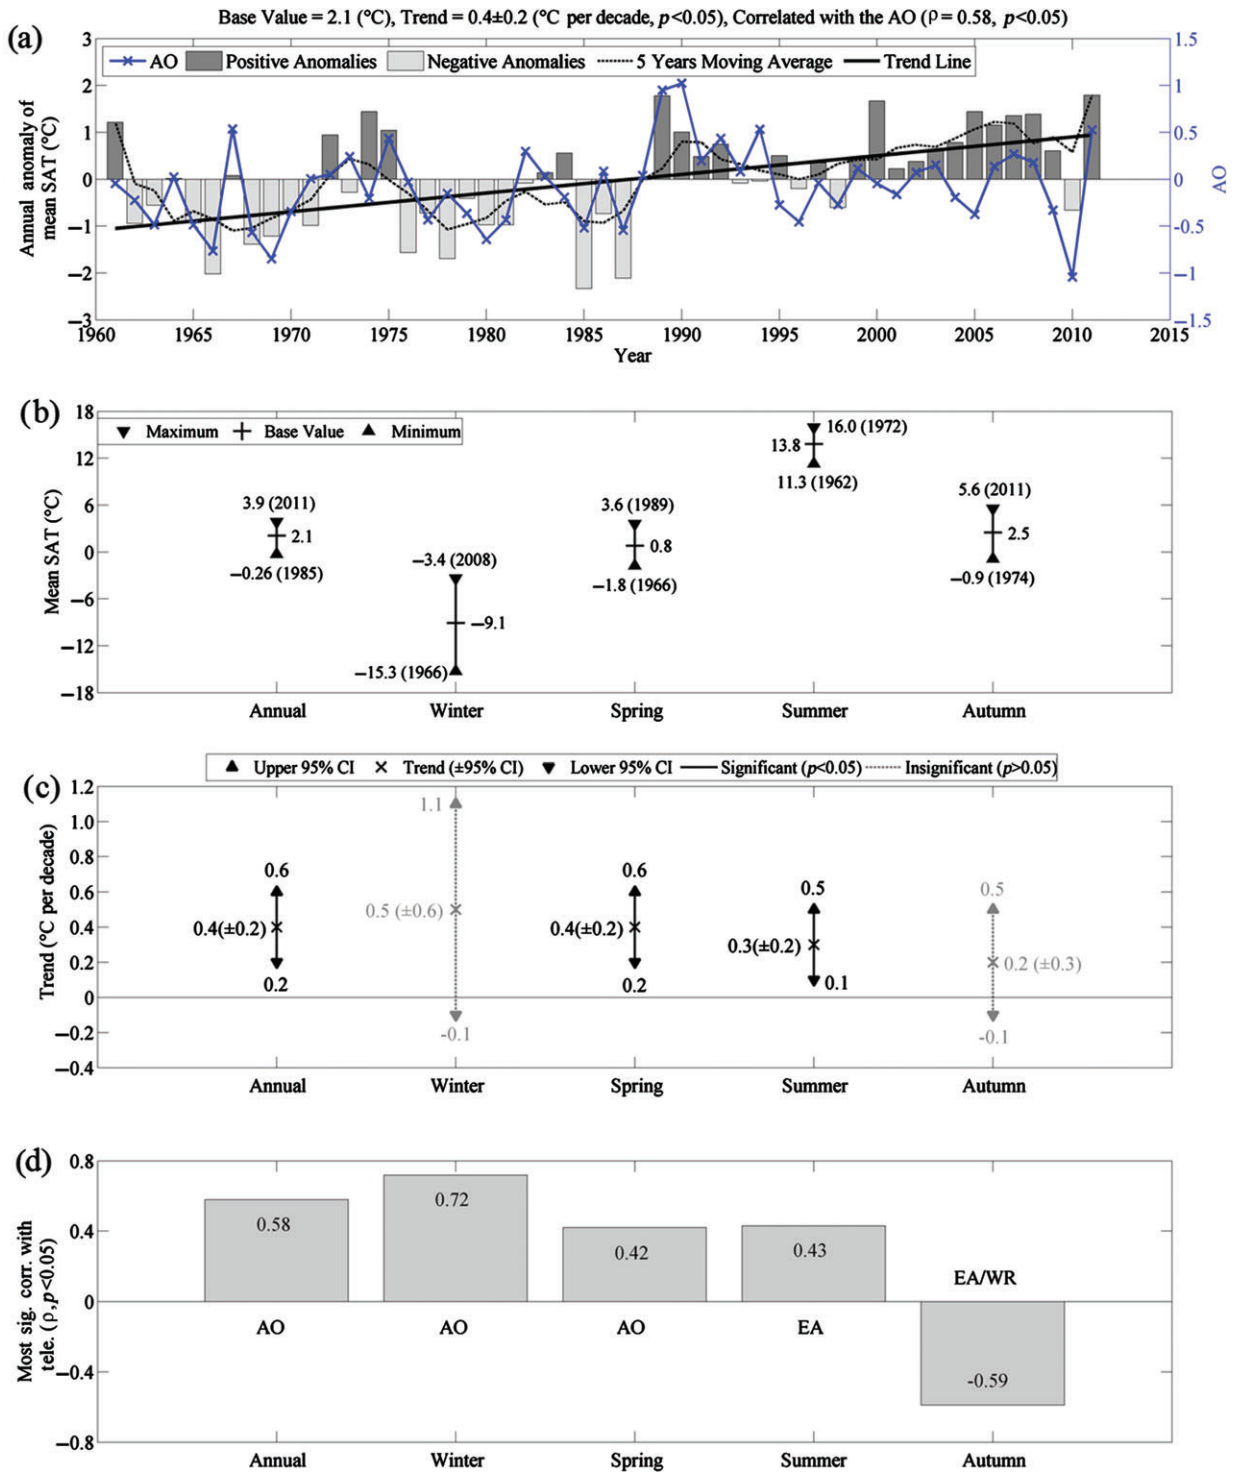 Base Value = 2.1 (°C), Trend = 0.4±0.2 (°C per decade, p<0.05), Correlated with the AO (ρ = 0.58, p<0.05)
(a)
AO Positive Anomalies Negative Anomalies 5 Years Moving Average Trend Line
Annual anomaly of
mean SAT (°C)
3
2
1
0
−1
−2
−3
1.5
1
0.5
0
−0.5
−1
−1.5
AO
1960 1965 1970 1975 1980 1985 1990 1995 2000 2005 2010 2015
Year
(b)
Maximum Base Value Minimum
Mean SAT (°C)
18
12
6
0
−6
−12
−18
3.9 (2011)
2.1
−0.26 (1985)
−3.4 (2008)
−9.1
−15.3 (1966)
3.6 (1989)
0.8
−1.8 (1966)
16.0 (1972)
13.8
11.3 (1962)
5.6 (2011)
2.5
−0.9 (1974)
Annual Winter Spring Summer Autumn
Upper 95% CI Trend (±95% CI) Lower 95% CI Significant (p<0.05) Insignificant (p>0.05)
(c)
Trend (°C per decade)
1.2
1.0
0.8
0.6
0.4
0.2
0
−0.2
−0.4
0.6
0.4(±0.2)
0.2
1.1
0.5 (±0.6)
-0.1
0.6
0.4(±0.2)
0.2
0.5
0.3(±0.2)
0.1
0.5
0.2 (±0.3)
-0.1
Annual Winter Spring Summer Autumn
(d)
Most sig. corr. with
tele. (ρ, p<0.05)
0.8
0.4
0
−0.4
−0.8
0.58
AO
0.72
AO
0.42
AO
0.43
EA
EA/WR
-0.59
Annual Winter Spring Summer Autumn